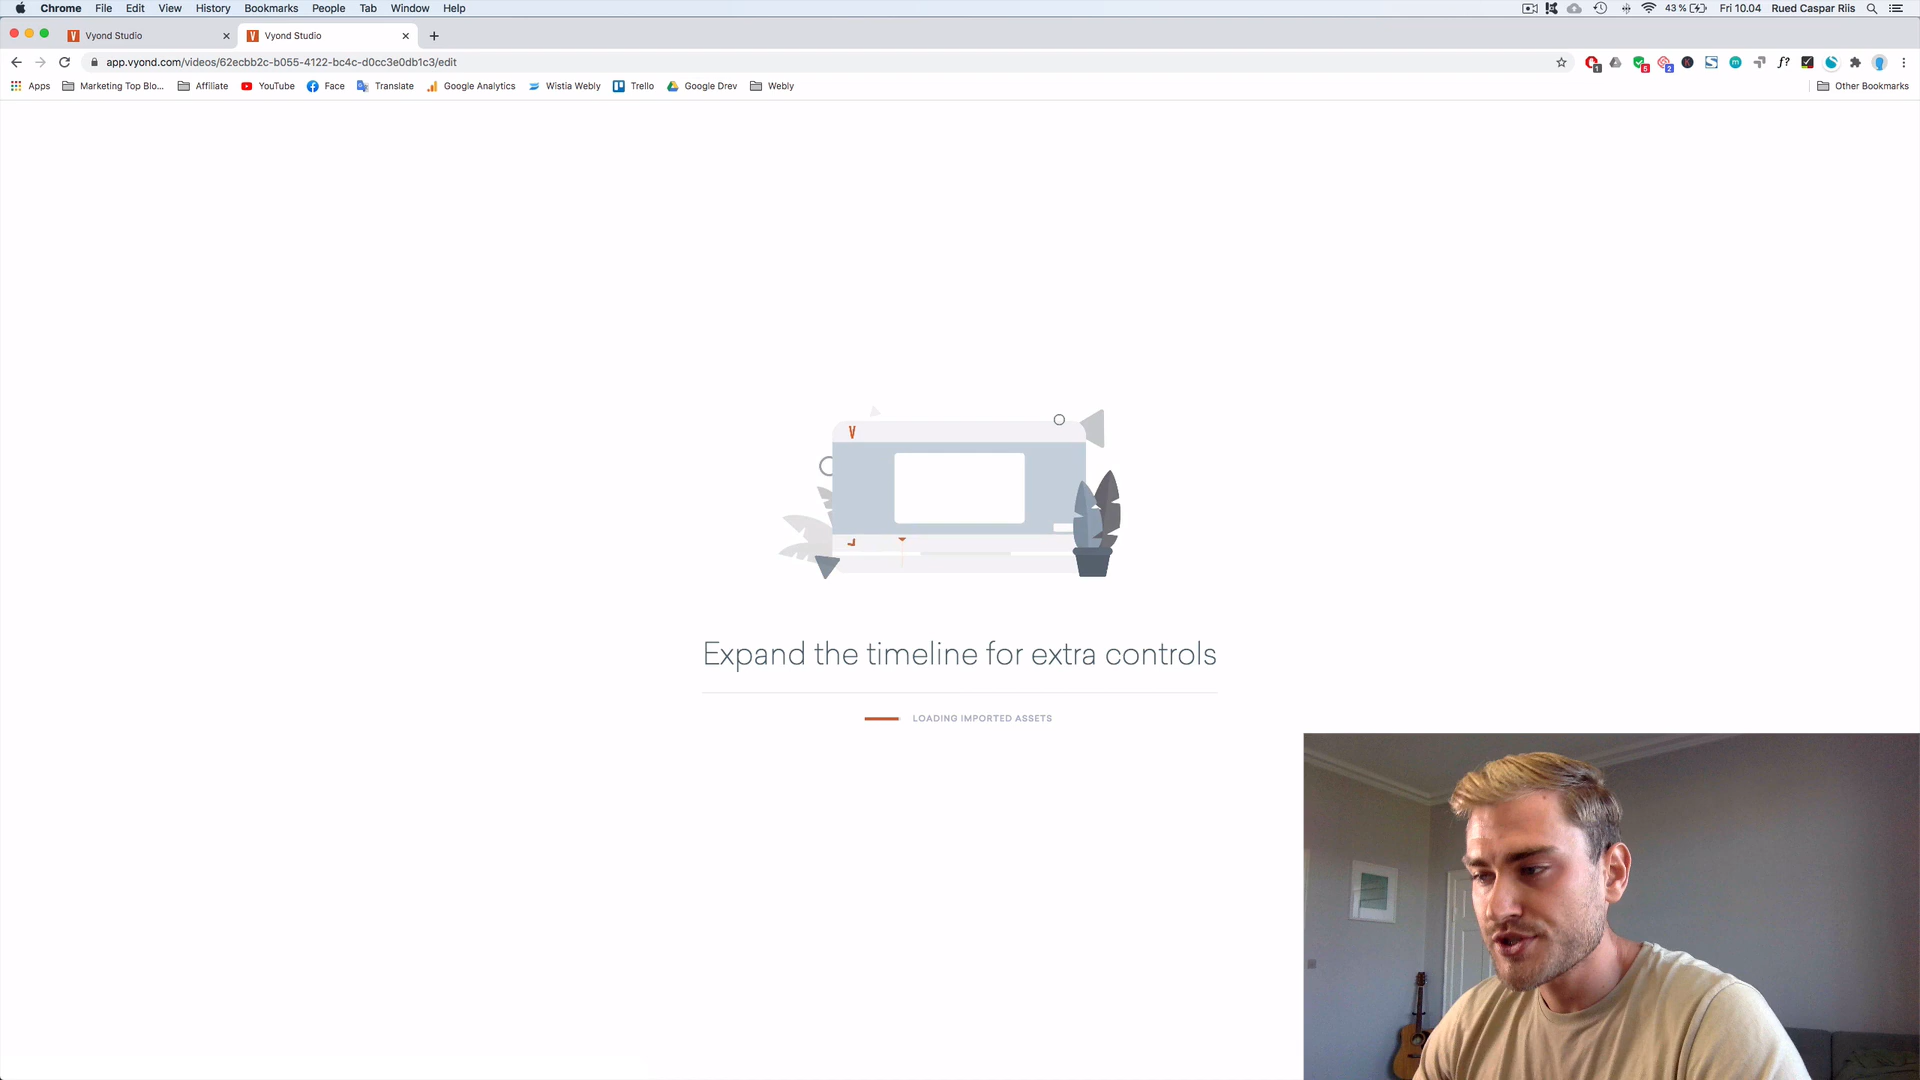 Chrome File Edit View History Bookmarks People Tab Window Help 43 % Fri 10.04 Rued Caspar Riis
Vyond Studio Vyond Studio
app.vyond.com/videos/62ecbb2c-b055-4122-bc4c-d0cc3e0db1c3/edit
Apps Marketing Top Blo... Affiliate YouTube Face Translate Google Analytics Wistia Webly Trello Google Drev Webly Other Bookmarks
V
Expand the timeline for extra controls
LOADING IMPORTED ASSETS